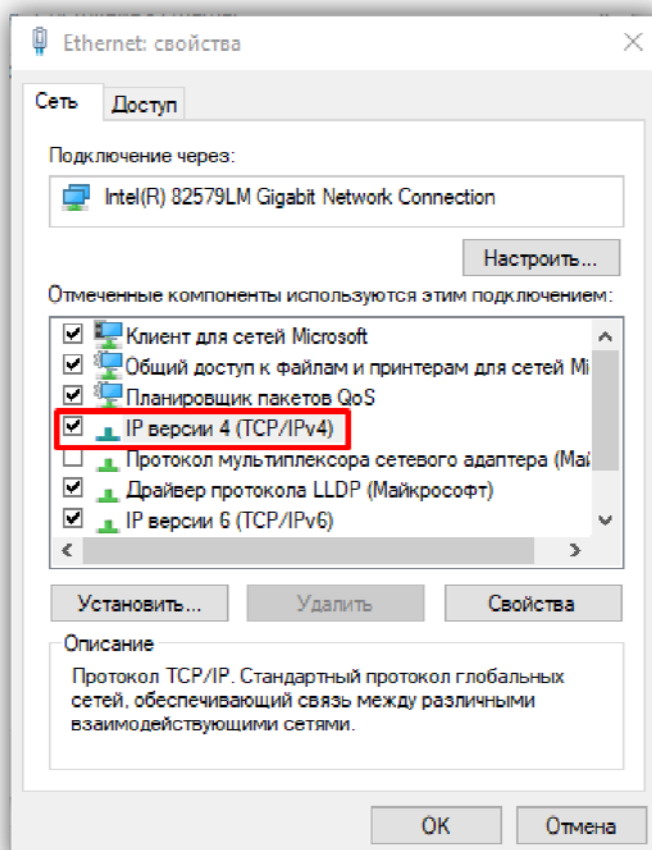 Ethernet: свойства
Сеть
Доступ
Подключение через:
Intel(R) 82579LM Gigabit Network Connection
Настроить...
Отмеченные компоненты используются этим подключением:
Клиент для сетей Microsoft
Общий доступ к файлам и принтерам для сетей Mi
Планировщик пакетов QoS
IP версии 4 (TCP/IPv4)
Протокол мультиплексора сетевого адаптера (Май
Драйвер протокола LLDP (Майкрософт)
IP версии 6 (TCP/IPv6)
Установить...
Удалить
Свойства
Описание
Протокол TCP/IP. Стандартный протокол глобальных
сетей, обеспечивающий связь между различными
взаимодействующими сетями.
OK
Отмена